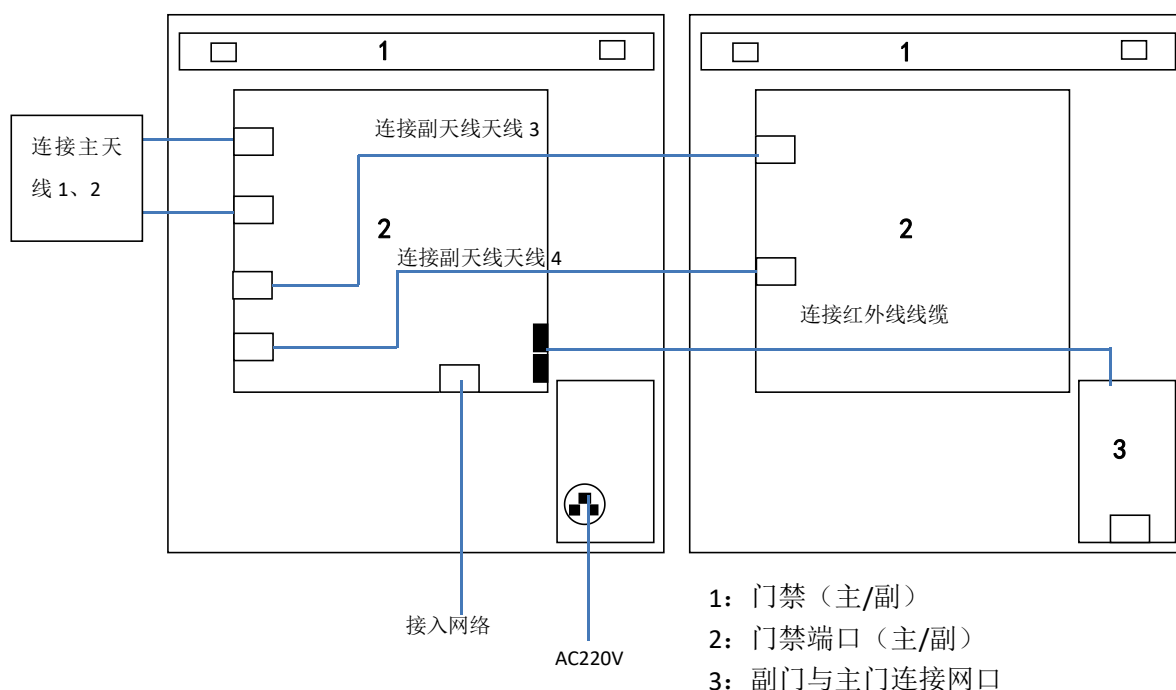 1
1
连接主天
线 1、2
连接副天线天线 3
2
2
连接副天线天线 4
连接红外线线缆
3
接入网络
AC220V
1：门禁（主/副）
2：门禁端口（主/副）
3：副门与主门连接网口